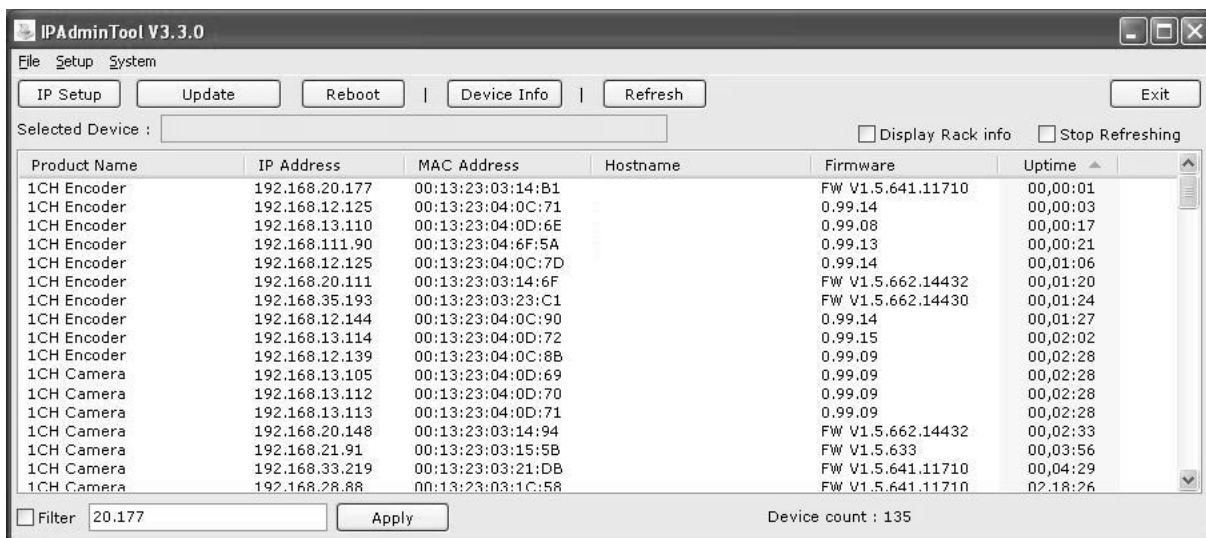 IPAdminTool V3.3.0
File Setup System
IP Setup Update Reboot | Device Info | Refresh Exit
Selected Device : Display Rack info Stop Refreshing
Product Name IP Address MAC Address Hostname Firmware Uptime
1CH Encoder 192.168.20.177 00:13:23:03:14:B1 FW V1.5.641.11710 00,00:01
1CH Encoder 192.168.12.125 00:13:23:04:0C:71 0.99.14 00,00:03
1CH Encoder 192.168.13.110 00:13:23:04:0D:6E 0.99.08 00,00:17
1CH Encoder 192.168.111.90 00:13:23:04:6F:5A 0.99.13 00,00:21
1CH Encoder 192.168.12.125 00:13:23:04:0C:7D 0.99.14 00,01:06
1CH Encoder 192.168.20.111 00:13:23:03:14:6F FW V1.5.662.14432 00,01:20
1CH Encoder 192.168.35.193 00:13:23:03:23:C1 FW V1.5.662.14430 00,01:24
1CH Encoder 192.168.12.144 00:13:23:04:0C:90 0.99.14 00,01:27
1CH Encoder 192.168.13.114 00:13:23:04:0D:72 0.99.15 00,02:02
1CH Encoder 192.168.12.139 00:13:23:04:0C:8B 0.99.09 00,02:28
1CH Camera 192.168.13.105 00:13:23:04:0D:69 0.99.09 00,02:28
1CH Camera 192.168.13.112 00:13:23:04:0D:70 0.99.09 00,02:28
1CH Camera 192.168.13.113 00:13:23:04:0D:71 0.99.09 00,02:28
1CH Camera 192.168.20.148 00:13:23:03:14:94 FW V1.5.662.14432 00,02:33
1CH Camera 192.168.21.91 00:13:23:03:15:5B FW V1.5.633 00,03:56
1CH Camera 192.168.33.219 00:13:23:03:21:DB FW V1.5.641.11710 00,04:29
1CH Camera 192.168.28.88 00:13:23:03:1C:58 FW V1.5.641.11710 02,18:26
Filter 20.177 Apply Device count : 135